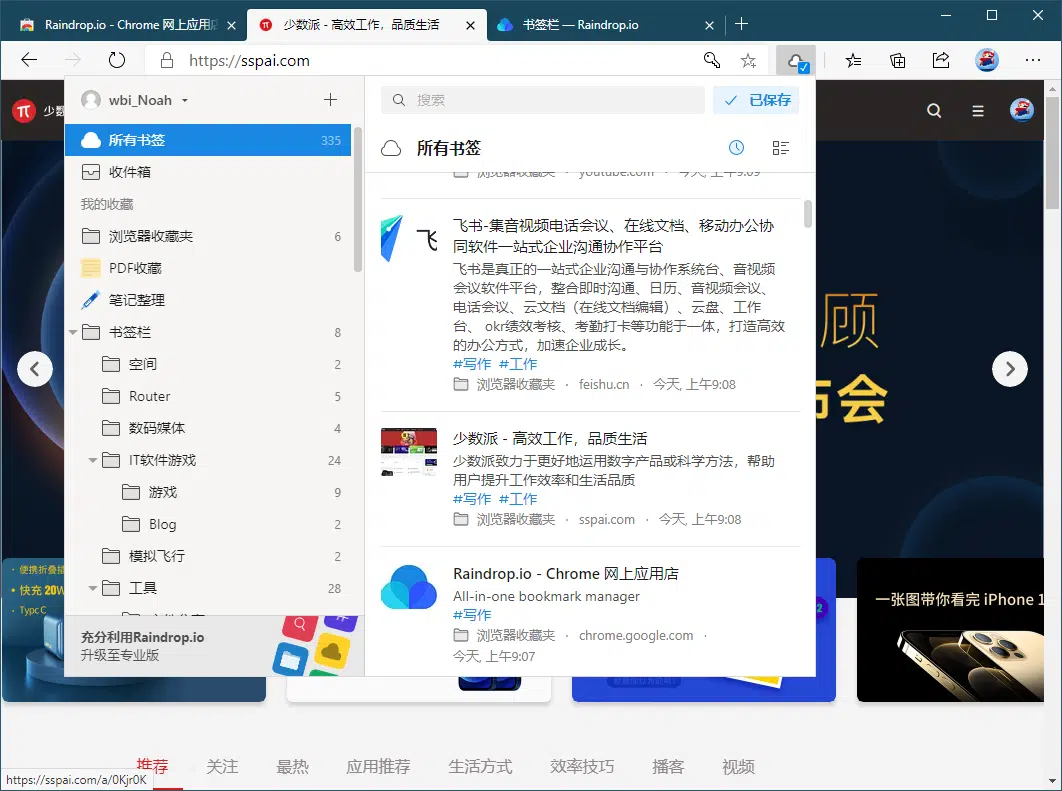 Raindrop.io - Chrome 网上应用店
少数派 - 高效工作，品质生活
书签栏 — Raindrop.io
https://sspai.com
少数
wbi_Noah
所有书签 335
收件箱
我的收藏
浏览器收藏夹 6
PDF收藏
笔记整理
书签栏 8
空间 2
Router 5
数码媒体 4
IT软件游戏 24
游戏 9
Blog 2
模拟飞行 2
工具 28
充分利用Raindrop.io
升级至专业版
搜索
已保存
所有书签
浏览器收藏夹 · youtube.com · 今天, 上午9:09
飞书-集音视频电话会议、在线文档、移动办公协
同软件一站式企业沟通协作平台
飞书是真正的一站式企业沟通与协作系统台、音视频
会议软件平台，整合即时沟通、日历、音视频会议、
电话会议、云文档（在线文档编辑）、云盘、工作
台、 okr绩效考核、考勤打卡等功能于一体，打造高效
的办公方式，加速企业成长。
#写作 #工作
浏览器收藏夹 · feishu.cn · 今天, 上午9:08
少数派 - 高效工作，品质生活
少数派致力于更好地运用数字产品或科学方法，帮助
用户提升工作效率和生活品质
#写作 #工作
浏览器收藏夹 · sspai.com · 今天, 上午9:08
Raindrop.io - Chrome 网上应用店
All-in-one bookmark manager
#写作
浏览器收藏夹 · chrome.google.com ·
今天, 上午9:07
顾
布会
· 便携折叠插
· 快充 20W
· Type C
一张图带你看完 iPhone 1
推荐 关注 最热 应用推荐 生活方式 效率技巧 播客 视频
https://sspai.com/a/0Kjr0K